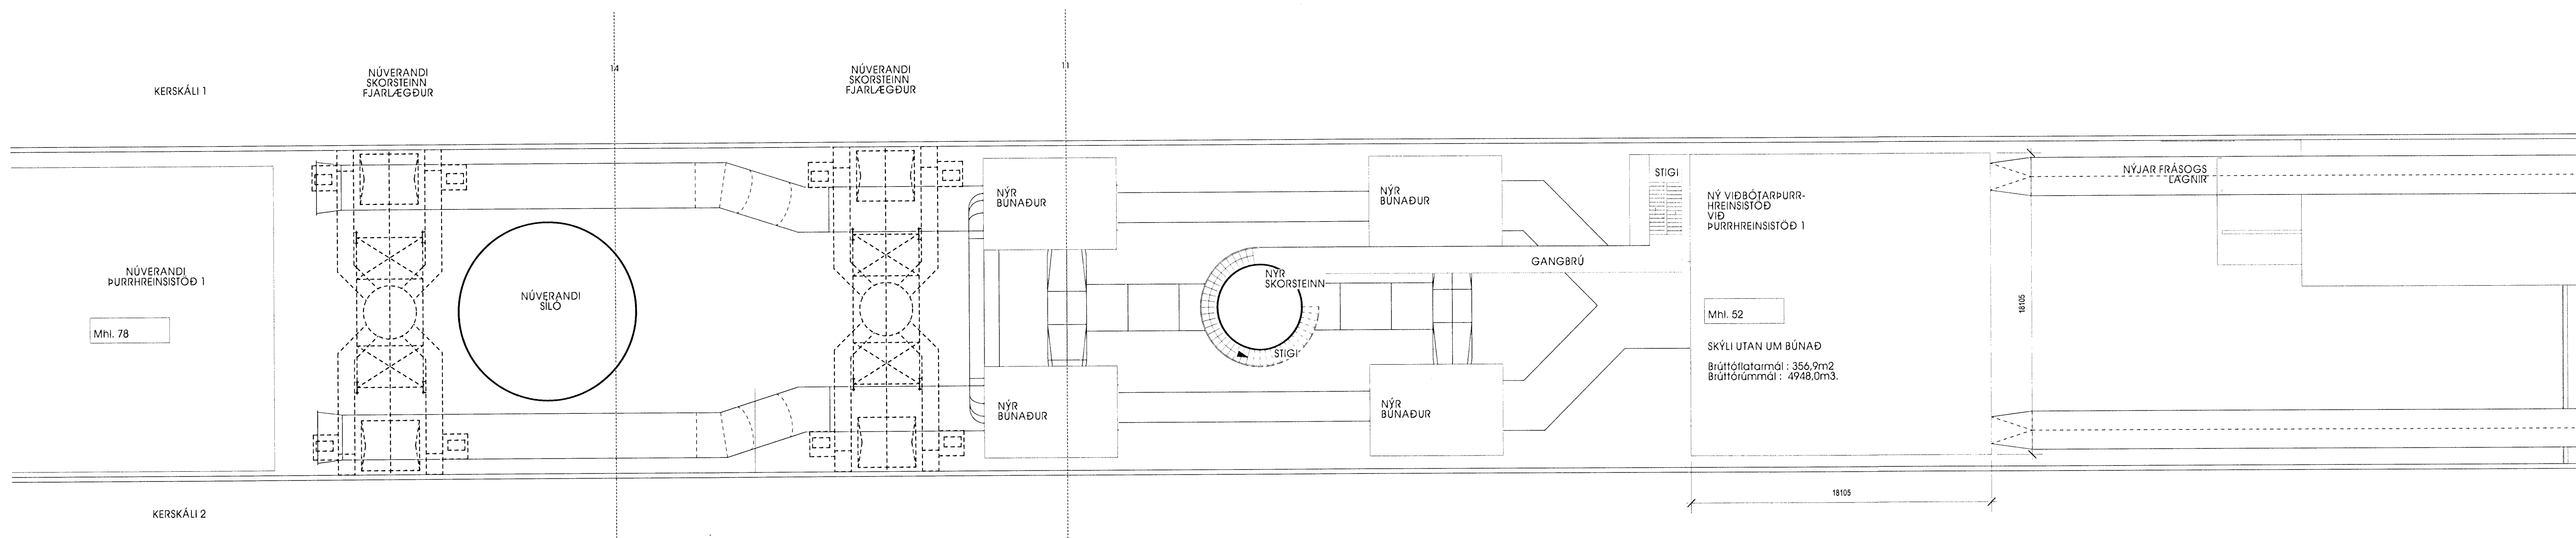 KERSKÁLI 1
NÚVERANDI
SKORSTEINN
FJARLÆGÐUR
14
NÚVERANDI
SKORSTEINN
FJARLÆGÐUR
11
NÚVERANDI
ÞURRHREINSISTÖÐ 1
Mhl. 78
NÚVERANDI
SÍLÓ
NÝR
BÚNAÐUR
NÝR
BÚNAÐUR
NÝR
SKORSTEINN
STIGI
NÝR
BÚNAÐUR
NÝR
BÚNAÐUR
GANGBRÚ
STIGI
NÝ VIÐBÓTARÞURR-
HREINSISTÖÐ
VIÐ
ÞURRHREINSISTÖÐ 1
Mhl. 52
SKÝLI UTAN UM BÚNAÐ
Brúttóflatarmál : 356,9m2
Brúttórúmmál : 4948,0m3.
18105
18105
NÝJAR FRÁSOGS
LAGNIR
KERSKÁLI 2